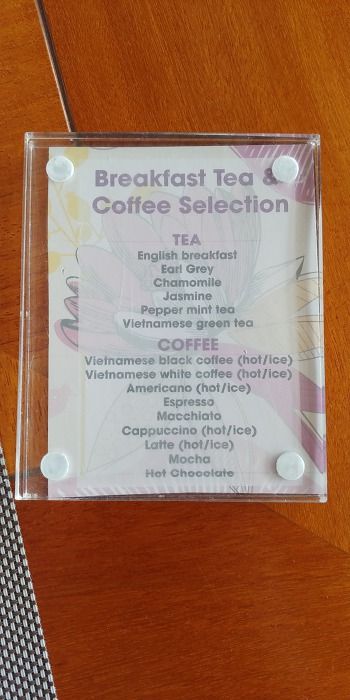 Breakfast Tea &
Coffee Selection
TEA
English breakfast
Earl Grey
Chamomile
Jasmine
Pepper mint tea
Vietnamese green tea
COFFEE
Vietnamese black coffee (hot/ice)
Vietnamese white coffee (hot/ice)
Americano (hot/ice)
Espresso
Macchiato
Cappuccino (hot/ice)
Latte (hot/ice)
Mocha
Hot Chocolate